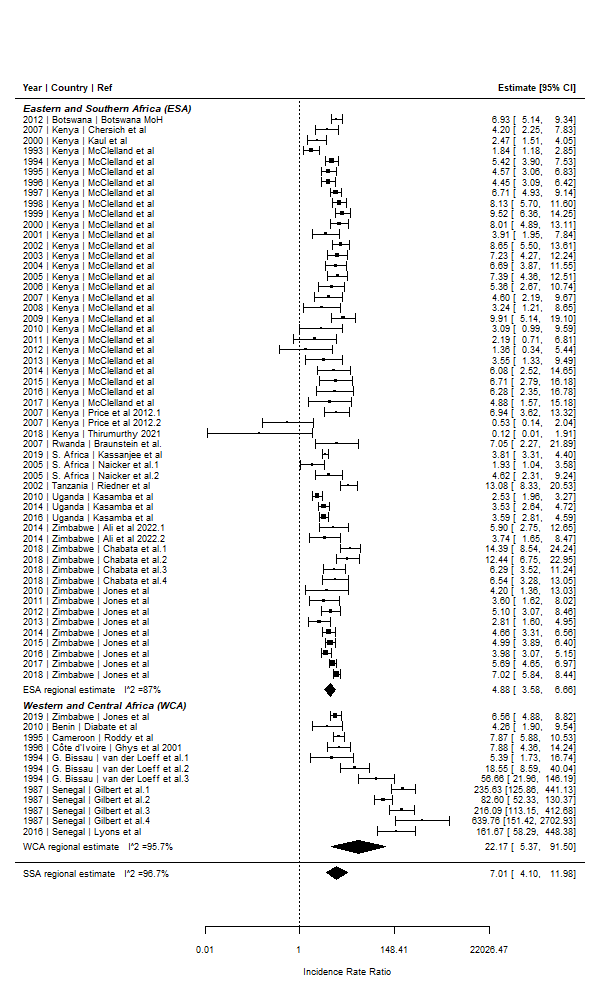 Year | Country | Ref Estimate [95% CI]
Eastern and Southern Africa (ESA)
2012 | Botswana | Botswana MoH 6.93 [ 5.14, 9.34]
2007 | Kenya | Chersich et al 4.20 [ 2.25, 7.83]
2000 | Kenya | Kaul et al 2.47 [ 1.51, 4.05]
1993 | Kenya | McClelland et al 1.84 [ 1.18, 2.85]
1994 | Kenya | McClelland et al 5.42 [ 3.90, 7.53]
1995 | Kenya | McClelland et al 4.57 [ 3.06, 6.83]
1996 | Kenya | McClelland et al 4.45 [ 3.09, 6.42]
1997 | Kenya | McClelland et al 6.71 [ 4.93, 9.14]
1998 | Kenya | McClelland et al 8.13 [ 5.70, 11.60]
1999 | Kenya | McClelland et al 9.52 [ 6.36, 14.25]
2000 | Kenya | McClelland et al 8.01 [ 4.89, 13.11]
2001 | Kenya | McClelland et al 3.91 [ 1.95, 7.84]
2002 | Kenya | McClelland et al 8.65 [ 5.50, 13.61]
2003 | Kenya | McClelland et al 7.23 [ 4.27, 12.24]
2004 | Kenya | McClelland et al 6.69 [ 3.87, 11.55]
2005 | Kenya | McClelland et al 7.39 [ 4.36, 12.51]
2006 | Kenya | McClelland et al 5.36 [ 2.67, 10.74]
2007 | Kenya | McClelland et al 4.60 [ 2.19, 9.67]
2008 | Kenya | McClelland et al 3.24 [ 1.21, 8.65]
2009 | Kenya | McClelland et al 9.91 [ 5.14, 19.10]
2010 | Kenya | McClelland et al 3.09 [ 0.99, 9.59]
2011 | Kenya | McClelland et al 2.19 [ 0.71, 6.81]
2012 | Kenya | McClelland et al 1.36 [ 0.34, 5.44]
2013 | Kenya | McClelland et al 3.55 [ 1.33, 9.49]
2014 | Kenya | McClelland et al 6.08 [ 2.52, 14.65]
2015 | Kenya | McClelland et al 6.71 [ 2.79, 16.18]
2016 | Kenya | McClelland et al 6.28 [ 2.35, 16.78]
2017 | Kenya | McClelland et al 4.88 [ 1.57, 15.18]
2007 | Kenya | Price et al 2012.1 6.94 [ 3.62, 13.32]
2007 | Kenya | Price et al 2012.2 0.53 [ 0.14, 2.04]
2018 | Kenya | Thirumurthy 2021 0.12 [ 0.01, 1.91]
2007 | Rwanda | Braunstein et al. 7.05 [ 2.27, 21.89]
2019 | S. Africa | Kassanjee et al 3.81 [ 3.31, 4.40]
2005 | S. Africa | Naicker et al.1 1.93 [ 1.04, 3.58]
2005 | S. Africa | Naicker et al.2 4.62 [ 2.31, 9.24]
2002 | Tanzania | Riedner et al 13.08 [ 8.33, 20.53]
2010 | Uganda | Kasamba et al 2.53 [ 1.96, 3.27]
2014 | Uganda | Kasamba et al 3.53 [ 2.64, 4.72]
2016 | Uganda | Kasamba et al 3.59 [ 2.81, 4.59]
2014 | Zimbabwe | Ali et al 2022.1 5.90 [ 2.75, 12.65]
2014 | Zimbabwe | Ali et al 2022.2 3.74 [ 1.65, 8.47]
2018 | Zimbabwe | Chabata et al.1 14.39 [ 8.54, 24.24]
2018 | Zimbabwe | Chabata et al.2 12.44 [ 6.75, 22.95]
2018 | Zimbabwe | Chabata et al.3 6.29 [ 3.52, 11.24]
2018 | Zimbabwe | Chabata et al.4 6.54 [ 3.28, 13.05]
2010 | Zimbabwe | Jones et al 4.20 [ 1.36, 13.03]
2011 | Zimbabwe | Jones et al 3.60 [ 1.62, 8.02]
2012 | Zimbabwe | Jones et al 5.10 [ 3.07, 8.46]
2013 | Zimbabwe | Jones et al 2.81 [ 1.60, 4.95]
2014 | Zimbabwe | Jones et al 4.66 [ 3.31, 6.56]
2015 | Zimbabwe | Jones et al 4.99 [ 3.89, 6.40]
2016 | Zimbabwe | Jones et al 3.98 [ 3.07, 5.15]
2017 | Zimbabwe | Jones et al 5.69 [ 4.65, 6.97]
2018 | Zimbabwe | Jones et al 7.02 [ 5.84, 8.44]
ESA regional estimate I^2 =87% 4.88 [ 3.58, 6.66]
Western and Central Africa (WCA)
2019 | Zimbabwe | Jones et al 6.56 [ 4.88, 8.82]
2010 | Benin | Diabate et al 4.26 [ 1.90, 9.54]
1995 | Cameroon | Roddy et al 7.87 [ 5.88, 10.53]
1996 | Côte d'Ivoire | Ghys et al 2001 7.88 [ 4.36, 14.24]
1994 | G. Bissau | van der Loeff et al.1 5.39 [ 1.73, 16.74]
1994 | G. Bissau | van der Loeff et al.2 18.55 [ 8.59, 40.04]
1994 | G. Bissau | van der Loeff et al.3 56.66 [ 21.96, 146.19]
1987 | Senegal | Gilbert et al.1 235.63 [125.86, 441.13]
1987 | Senegal | Gilbert et al.2 82.60 [ 52.33, 130.37]
1987 | Senegal | Gilbert et al.3 216.09 [113.15, 412.68]
1987 | Senegal | Gilbert et al.4 639.76 [151.42, 2702.93]
2016 | Senegal | Lyons et al 161.67 [ 58.29, 448.38]
WCA regional estimate I^2 =95.7% 22.17 [ 5.37, 91.50]
SSA regional estimate I^2 =96.7% 7.01 [ 4.10, 11.98]
0.01 1 148.41 22026.47
Incidence Rate Ratio